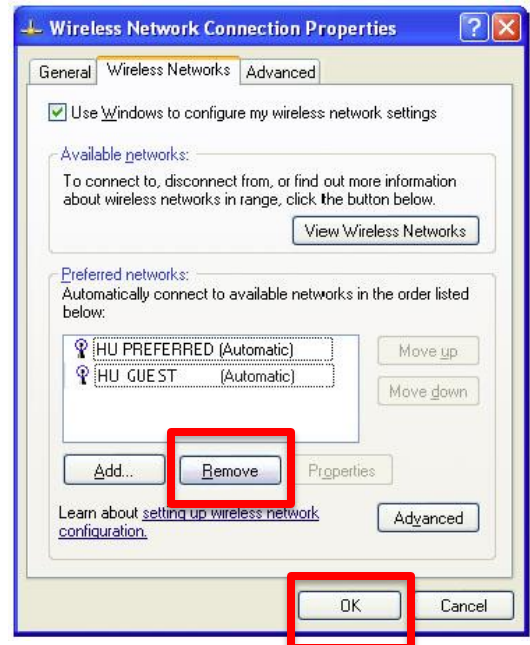 Wireless Network Connection Properties
General Wireless Networks Advanced
Use Windows to configure my wireless network settings
Available networks:
To connect to, disconnect from, or find out more information
about wireless networks in range, click the button below.
View Wireless Networks
Preferred networks:
Automatically connect to available networks in the order listed
below:
HU PREFERRED (Automatic)
HU GUEST (Automatic)
Move up
Move down
Add... Remove Properties
Learn about setting up wireless network
configuration.
Advanced
OK Cancel